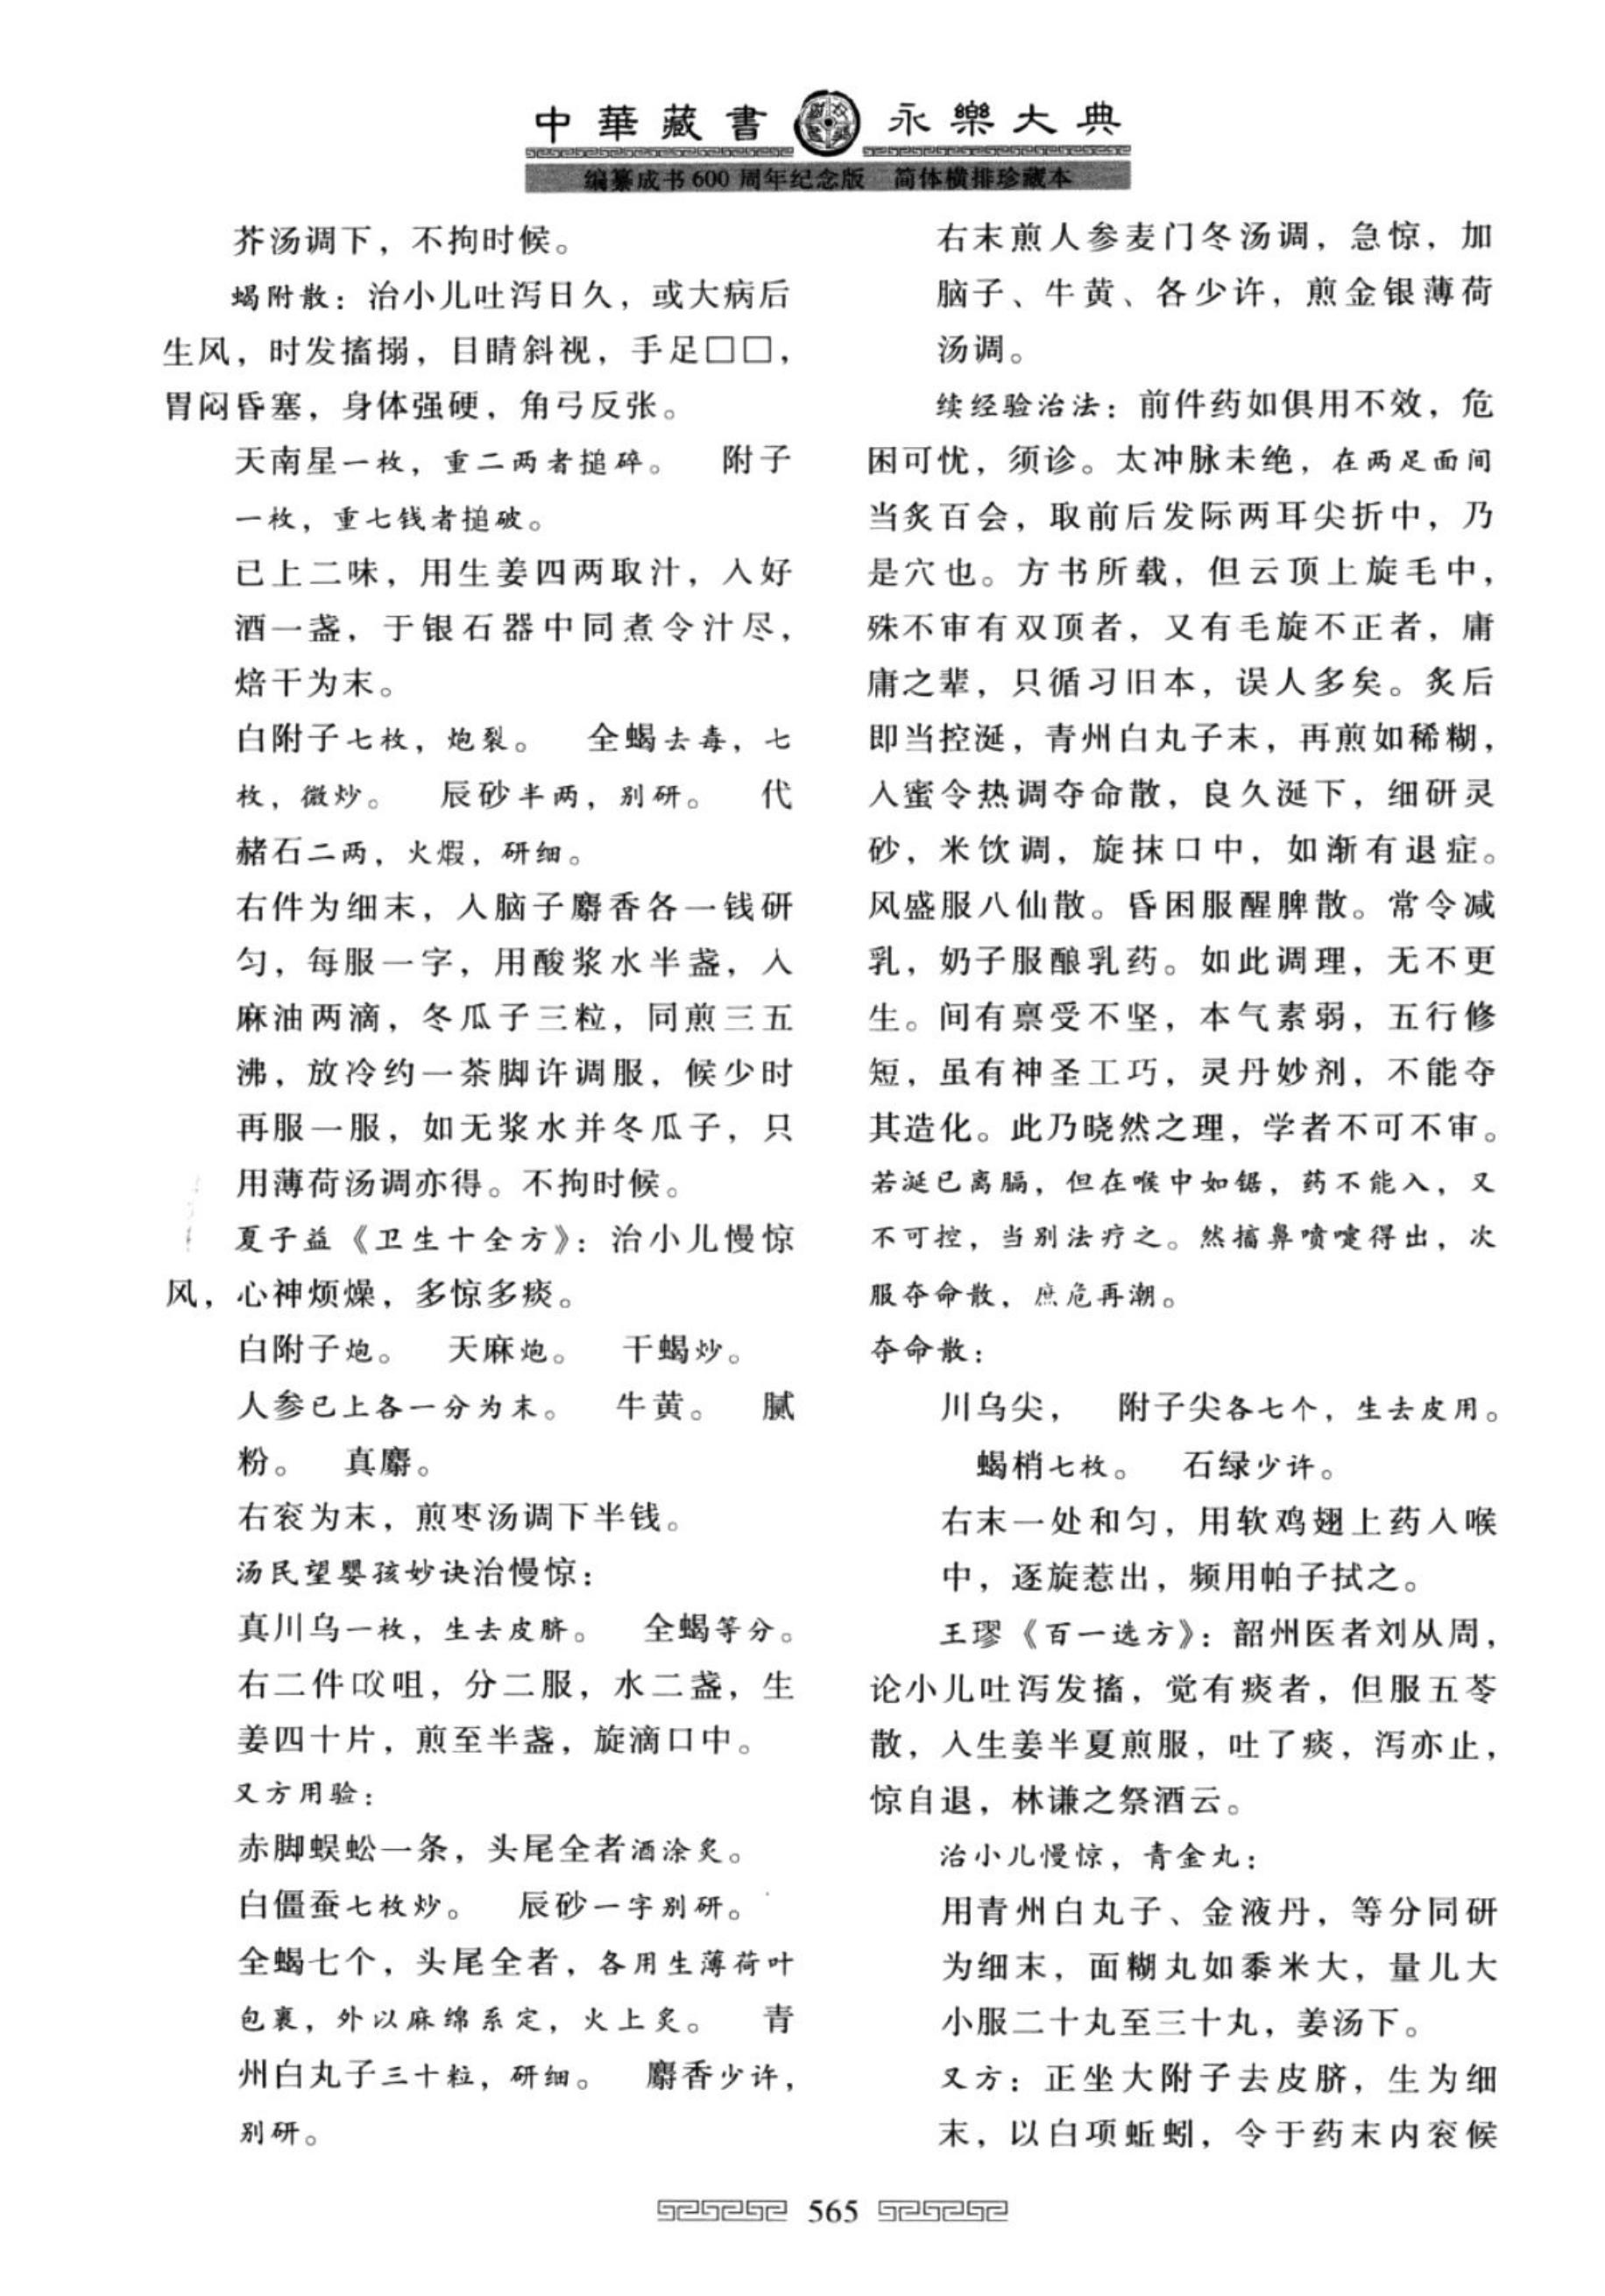 中華藏書 永樂大典
编纂成书600周年纪念版 简体横排珍藏本
芥汤调下，不拘时候。
蝎附散：治小儿吐泻日久，或大病后
生风，时发搐搦，目睛斜视，手足□□，
胃闷昏塞，身体强硬，角弓反张。
天南星一枚，重二两者搥碎。 附子
一枚，重七钱者搥破。
已上二味，用生姜四两取汁，入好
酒一盏，于银石器中同煮令汁尽，
焙干为末。
白附子七枚，炮裂。 全蝎去毒，七
枚，微炒。 辰砂半两，别研。 代
赭石二两，火煅，研细。
右件为细末，入脑子麝香各一钱研
匀，每服一字，用酸浆水半盏，入
麻油两滴，冬瓜子三粒，同煎三五
沸，放冷约一茶脚许调服，候少时
再服一服，如无浆水并冬瓜子，只
用薄荷汤调亦得。不拘时候。
夏子益《卫生十全方》：治小儿慢惊
风，心神烦燥，多惊多痰。
白附子炮。 天麻炮。 干蝎炒。
人参已上各一分为末。 牛黄。 腻
粉。 真麝。
右衮为末，煎枣汤调下半钱。
汤民望婴孩妙诀治慢惊：
真川乌一枚，生去皮脐。 全蝎等分。
右二件㕮咀，分二服，水二盏，生
姜四十片，煎至半盏，旋滴口中。
又方用验：
赤脚蜈蚣一条，头尾全者酒涂炙。
白僵蚕七枚炒。 辰砂一字别研。
全蝎七个，头尾全者，各用生薄荷叶
包裹，外以麻绵系定，火上炙。 青
州白丸子三十粒，研细。 麝香少许，
别研。
右末煎人参麦门冬汤调，急惊，加
脑子、牛黄、各少许，煎金银薄荷
汤调。
续经验治法：前件药如俱用不效，危
困可忧，须诊。太冲脉未绝，在两足面间
当炙百会，取前后发际两耳尖折中，乃
是穴也。方书所载，但云顶上旋毛中，
殊不审有双顶者，又有毛旋不正者，庸
庸之辈，只循习旧本，误人多矣。炙后
即当控涎，青州白丸子末，再煎如稀糊，
入蜜令热调夺命散，良久涎下，细研灵
砂，米饮调，旋抹口中，如渐有退症。
风盛服八仙散。昏困服醒脾散。常令减
乳，奶子服酿乳药。如此调理，无不更
生。间有禀受不坚，本气素弱，五行修
短，虽有神圣工巧，灵丹妙剂，不能夺
其造化。此乃晓然之理，学者不可不审。
若涎已离膈，但在喉中如锯，药不能入，又
不可控，当别法疗之。然搐鼻喷嚏得出，次
服夺命散，庶危再潮。
夺命散：
川乌尖， 附子尖各七个，生去皮用。
蝎梢七枚。 石绿少许。
右末一处和匀，用软鸡翅上药入喉
中，逐旋惹出，频用帕子拭之。
王璆《百一选方》：韶州医者刘从周，
论小儿吐泻发搐，觉有痰者，但服五苓
散，入生姜半夏煎服，吐了痰，泻亦止，
惊自退，林谦之祭酒云。
治小儿慢惊，青金丸：
用青州白丸子、金液丹，等分同研
为细末，面糊丸如黍米大，量儿大
小服二十丸至三十丸，姜汤下。
又方：正坐大附子去皮脐，生为细
末，以白项蚯蚓，令于药末内衮候
565